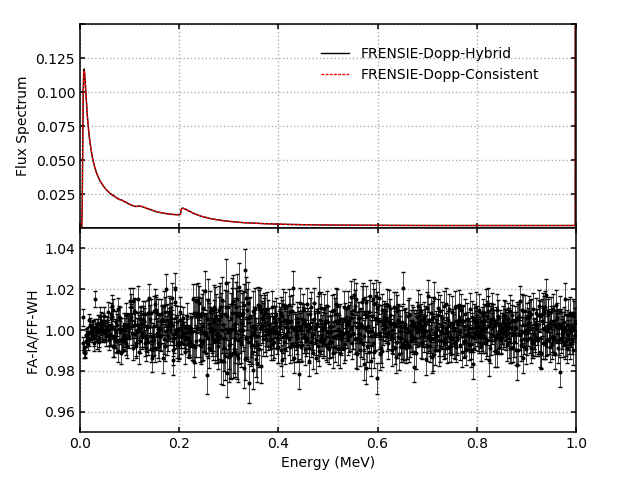 FRENSIE-Dopp-Hybrid
FRENSIE-Dopp-Consistent
Flux Spectrum
0.125
0.100
0.075
0.050
0.025
FA-IA/FF-WH
1.04
1.02
1.00
0.98
0.96
0.0 0.2 0.4 0.6 0.8 1.0
Energy (MeV)